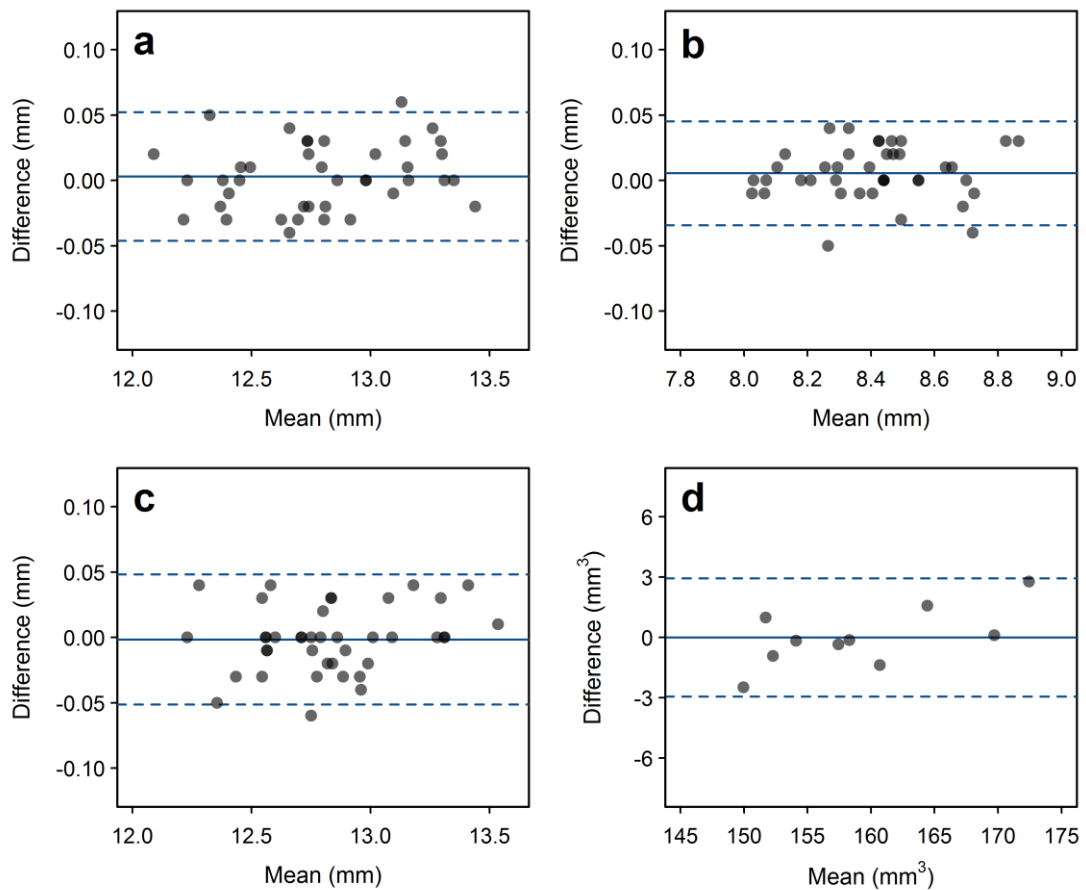 a
0.10
0.05
0.00
-0.05
-0.10
Difference (mm)
12.0 12.5 13.0 13.5
Mean (mm)
b
0.10
0.05
0.00
-0.05
-0.10
Difference (mm)
7.8 8.0 8.2 8.4 8.6 8.8 9.0
Mean (mm)
c
0.10
0.05
0.00
-0.05
-0.10
Difference (mm)
12.0 12.5 13.0 13.5
Mean (mm)
d
6
3
0
-3
-6
Difference (mm³)
145 150 155 160 165 170 175
Mean (mm³)